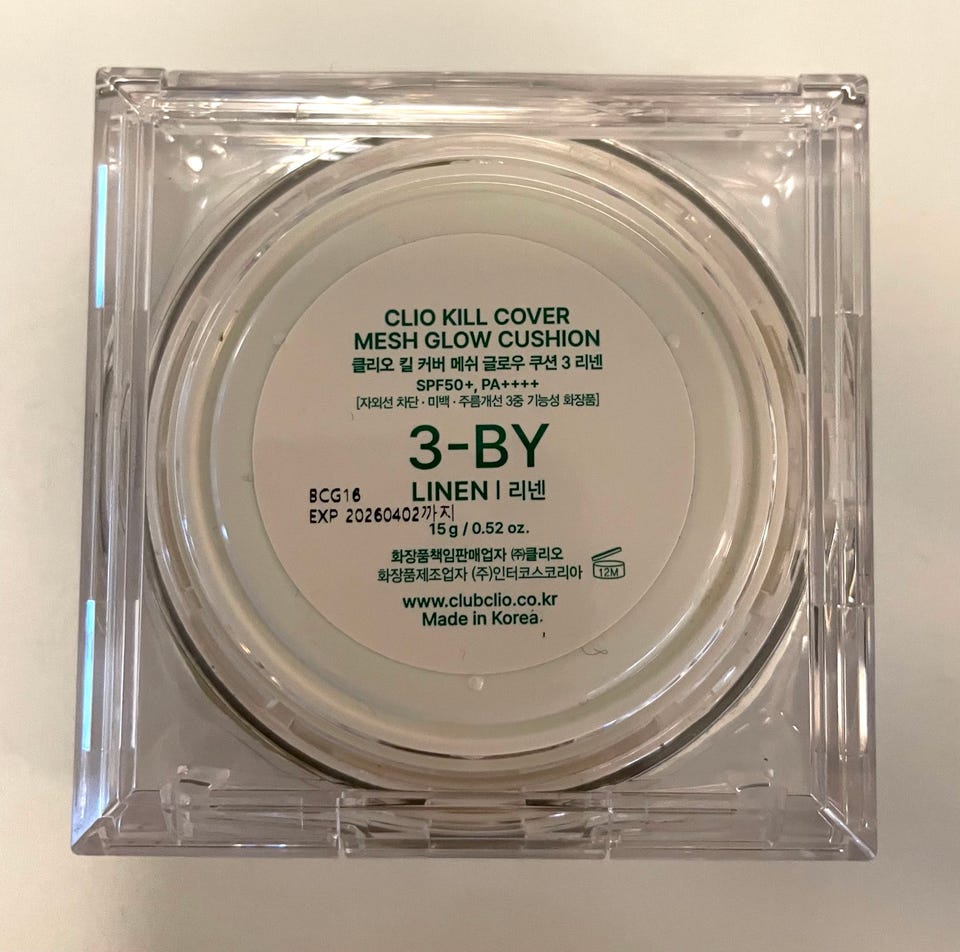 CLIO KILL COVER
MESH GLOW CUSHION
클리오 킬 커버 메쉬 글로우 쿠션 3 리넨
SPF50+, PA++++
[자외선 차단 · 미백 · 주름개선 3중 기능성 화장품]
3-BY
LINEN | 리넨
BCG16
EXP 20260402까지
15 g / 0.52 oz.
화장품책임판매업자 ㈜클리오
화장품제조업자 (주)인터코스코리아
12M
www.clubclio.co.kr
Made in Korea